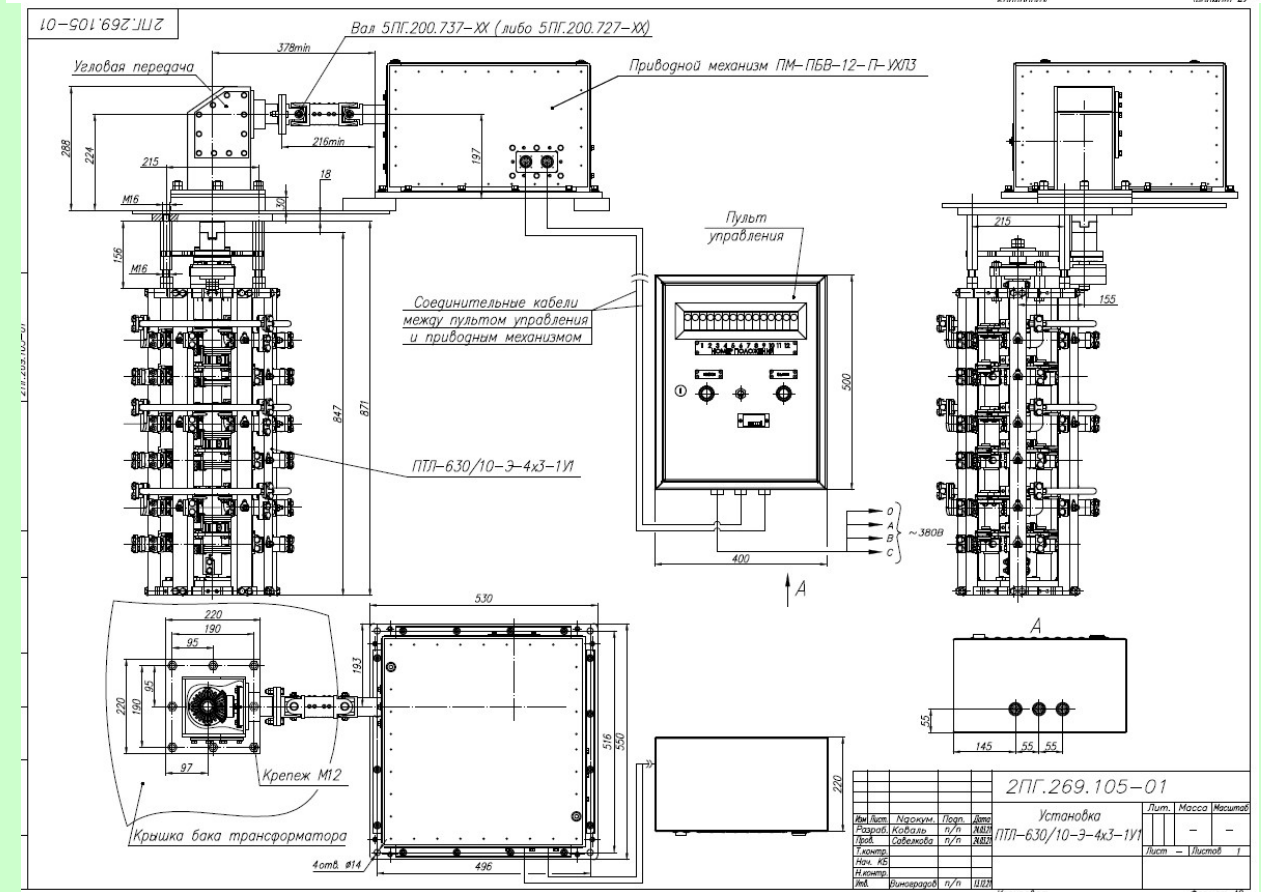 2ПГ.269.105-01
Вал 5ПГ.200.737-XX (либо 5ПГ.200.727-XX)
378min
Угловая передача
Приводной механизм ПМ-ПБВ-12-П-УХЛ3
216min
288
224
215
197
18
М16
30
156
М16
Пульт
управления
215
155
Соединительные кабели
между пультом управления
и приводным механизмом
1 2 3 4 5 6 7 8 9 10 11 12
НОМЕР ПОЛОЖЕНИЯ
500
847
871
ПТЛ-630/10-Э-4х3-1У1
0
А
В
С
~380В
400
А
220
190
95
530
193
220
190
95
97
Крепеж М12
516
550
Крышка бака трансформатора
4отв. ø14
496
220
А
55
145
55
55
2ПГ.269.105-01
Установка
ПТЛ-630/10-Э-4х3-1У1
Лит.
Масса
Масштаб
-
-
Лист -
Листов 1
Изм
Лист.
№докум.
Подп.
Дата
Разраб.
Коваль
п/п
Пров.
Савелкова
п/п
Т.контр.
Нач. КБ
Н.контр.
Утв.
Виноградов
п/п